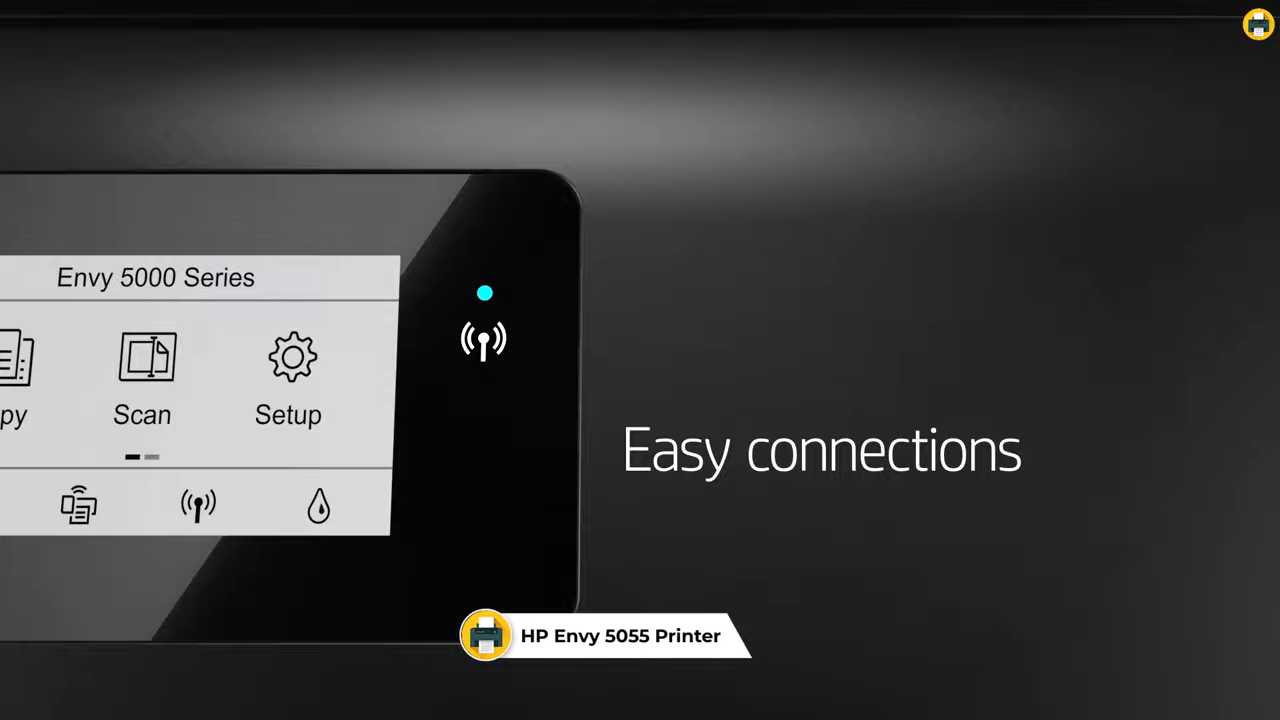 Envy 5000 Series
py
Scan
Setup
Easy connections
HP Envy 5055 Printer